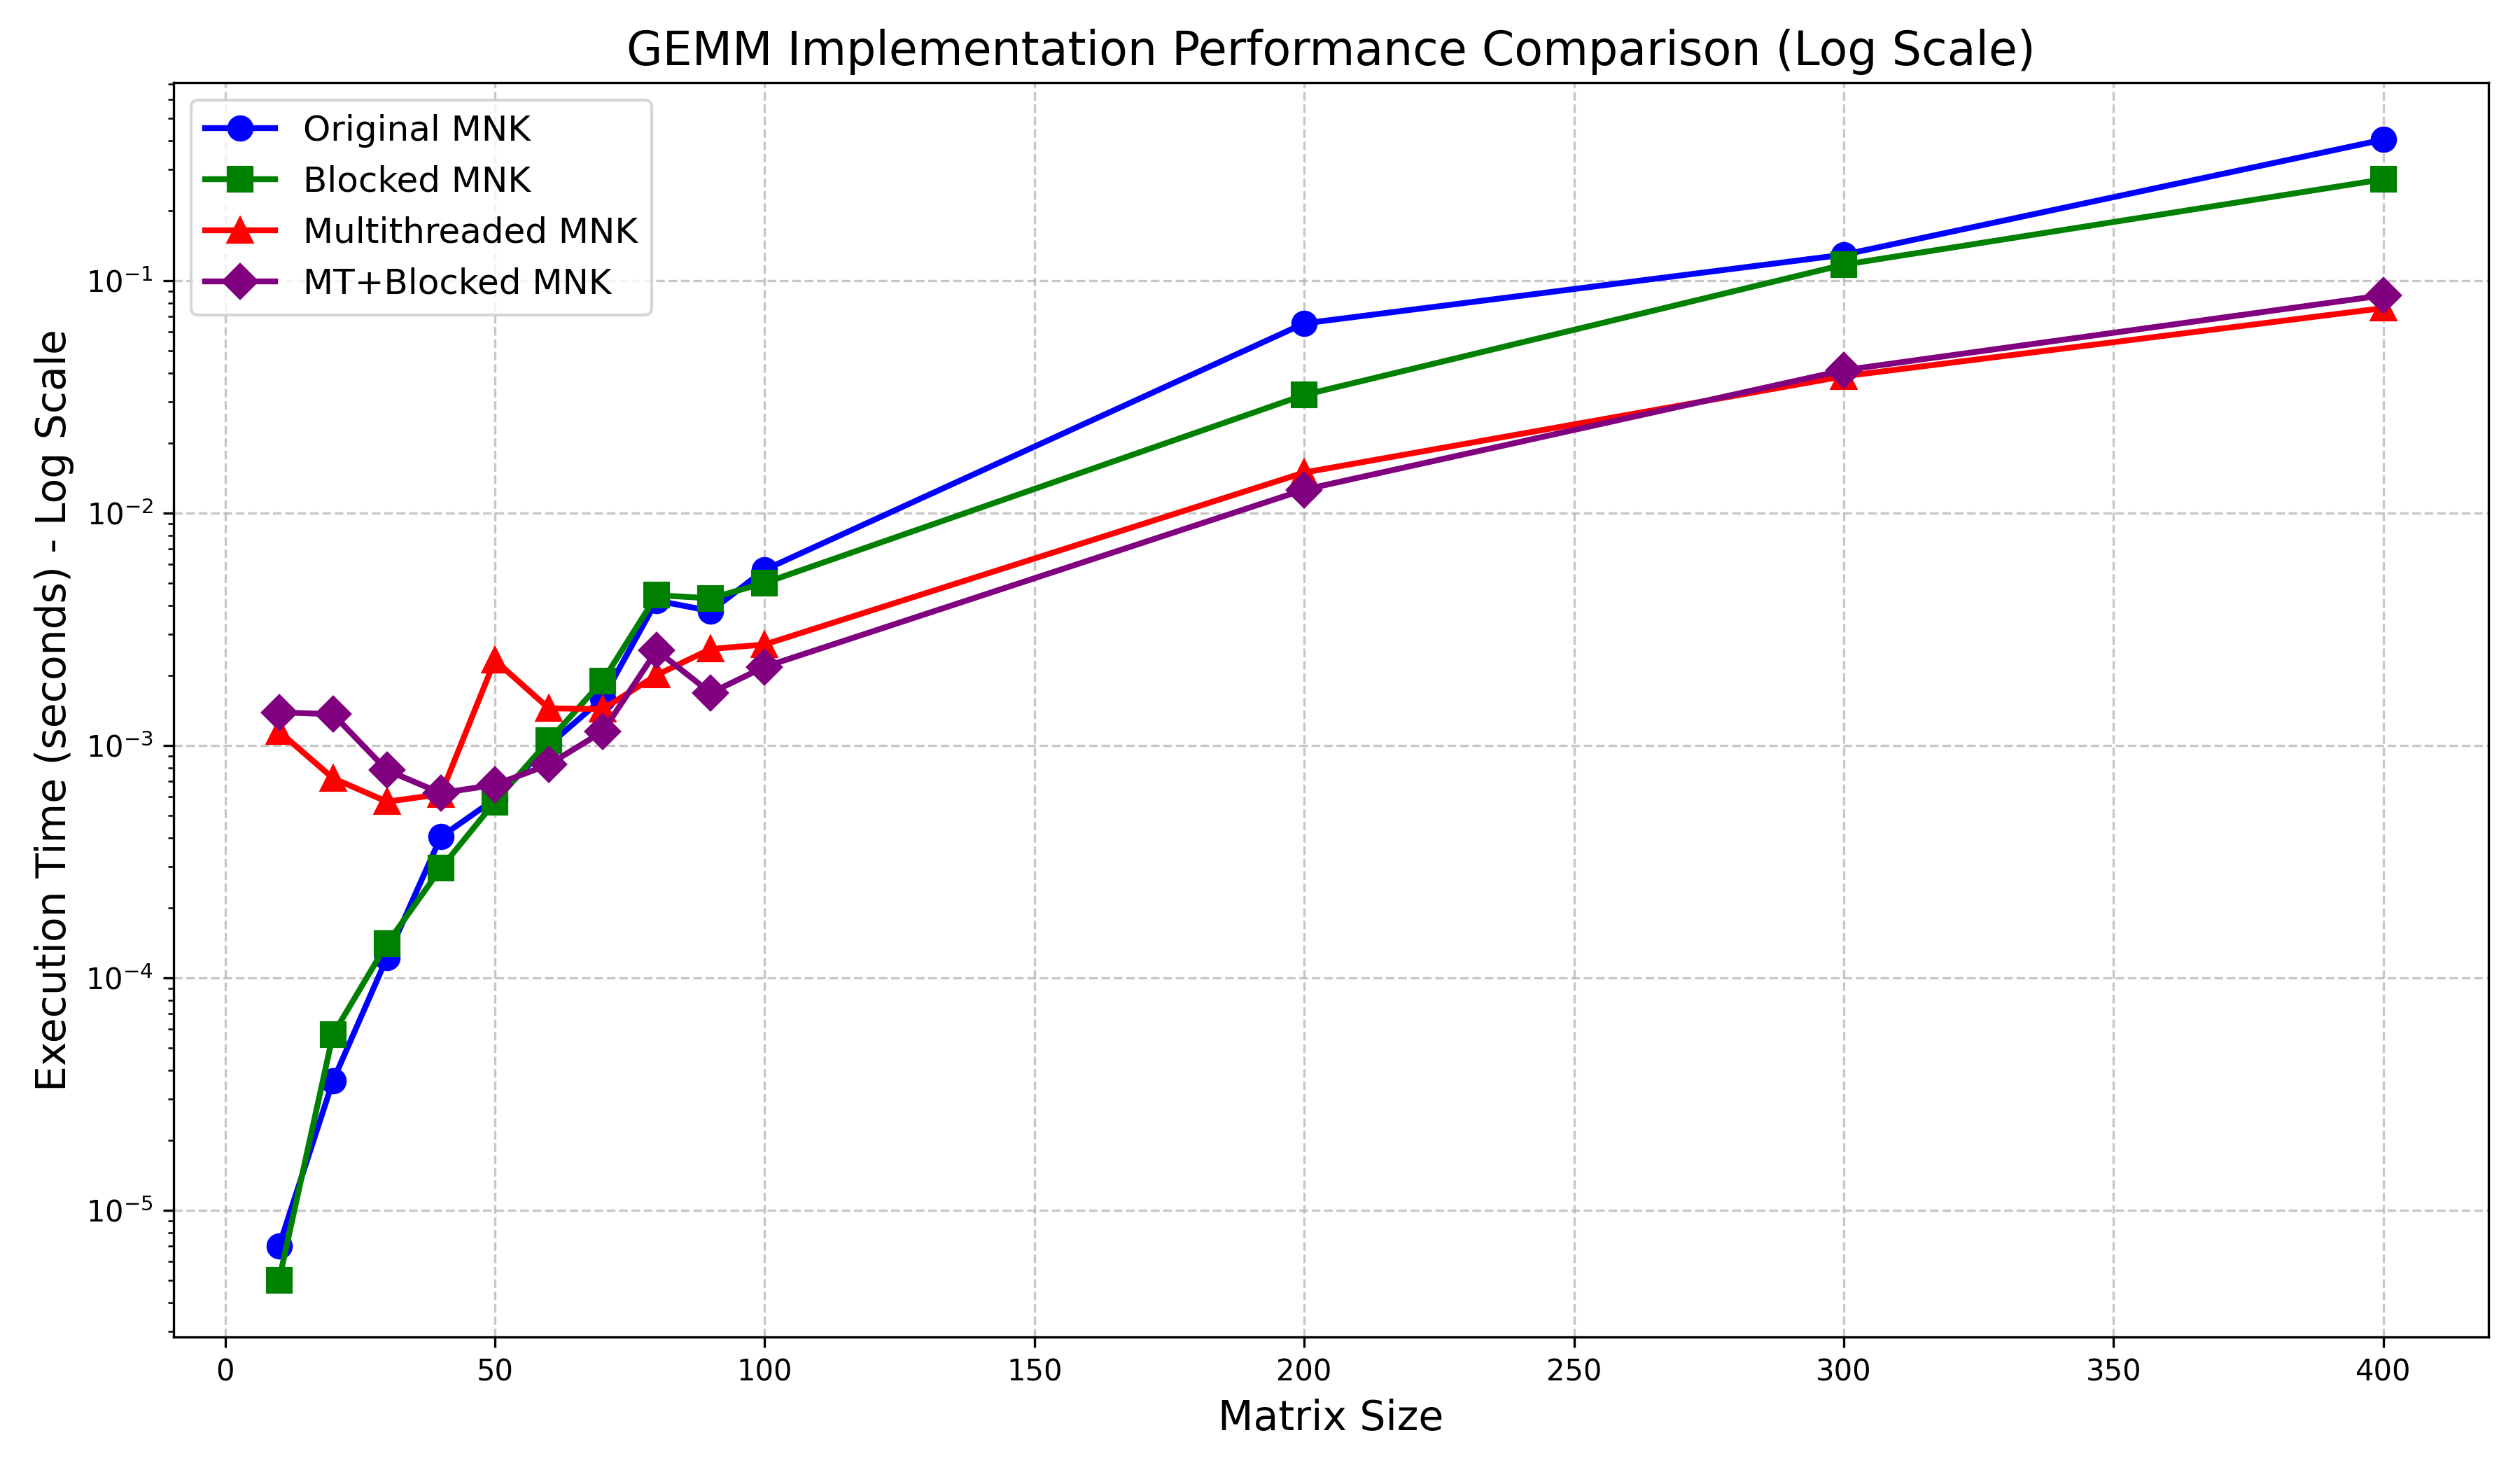 GEMM Implementation Performance Comparison (Log Scale)
Original MNK
Blocked MNK
Multithreaded MNK
MT+Blocked MNK
Execution Time (seconds) - Log Scale
10⁻¹
10⁻²
10⁻³
10⁻⁴
10⁻⁵
0 50 100 150 200 250 300 350 400
Matrix Size